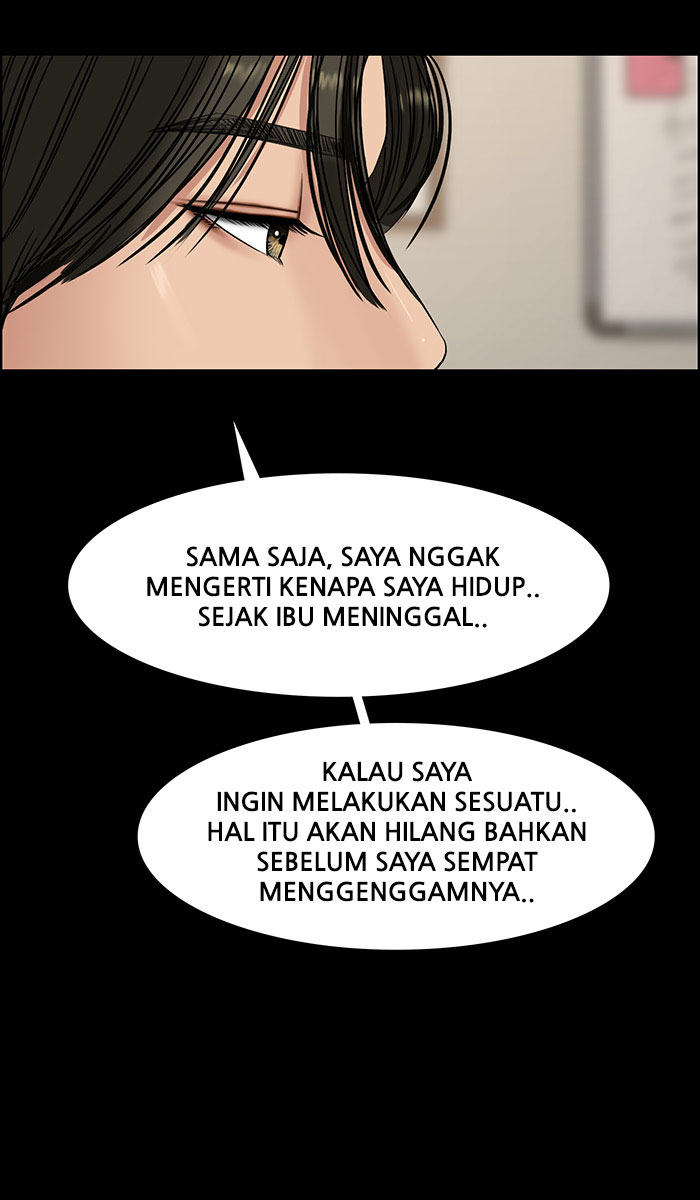 SAMA SAJA, SAYA NGGAK
MENGERTI KENAPA SAYA HIDUP..
SEJAK IBU MENINGGAL..
KALAU SAYA
INGIN MELAKUKAN SESUATU..
HAL ITU AKAN HILANG BAHKAN
SEBELUM SAYA SEMPAT
MENGGENGGAMNYA..